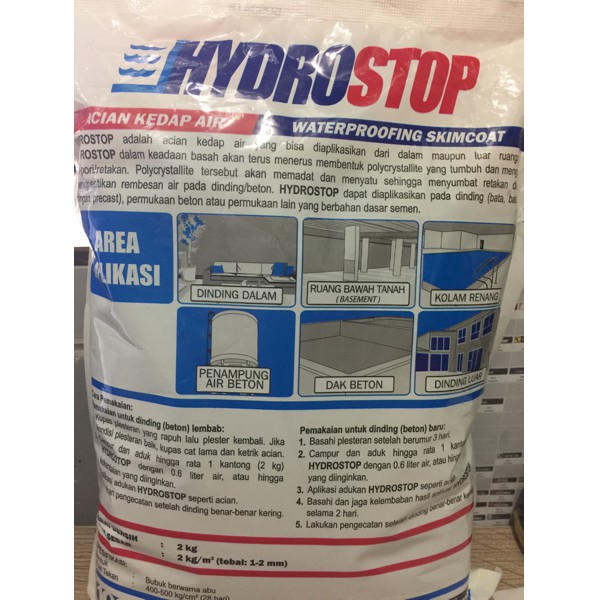 HYDROSTOP
ACIAN KEDAP AIR
WATERPROOFING SKIMCOAT
adalah acian kedap air yang bisa diaplikasikan dari dalam maupun luar
dalam keadaan basah akan terus menerus membentuk polycrystallite yang tumbuh dan
Polycrystallite tersebut akan memadat dan menyatu sehingga menyumbat retakan
rembesan air pada dinding/beton. HYDROSTOP dapat diaplikasikan pada dinding (bata,
precast), permukaan beton atau permukaan lain yang berbahan dasar semen.
AREA
DINDING DALAM
RUANG BAWAH TANAH
(BASEMENT)
KOLAM RENANG
PENAMPUNG
AIR BETON
DAK BETON
DINDING LUAR
Pemakaian:
untuk dinding (beton) lembab:
Kupas plesteran yang rapuh lalu plester kembali. Jika
plesteran baik, kupas cat lama dan ketrik acian.
dan aduk hingga rata 1 kantong (2 kg)
dengan 0.6 liter air, atau hingga
yang diinginkan.
adukan HYDROSTOP seperti acian.
pengecatan setelah dinding benar-benar kering.
Pemakaian untuk dinding (beton) baru:
1. Basahi plesteran setelah berumur 3 hari.
2. Campur dan aduk hingga rata 1
HYDROSTOP dengan 0.6 liter air, atau
yang diinginkan.
3. Aplikasi adukan HYDROSTOP seperti
4. Basahi dan jaga kelembaban hasil
selama 2 hari.
5. Lakukan pengecatan setelah dinding benar-benar
: 2 kg
: 2 kg/m² (tebal: 1-2 mm)
: Bubuk berwarna abu
Tekan : 400-500 kg/cm² (28 hari)